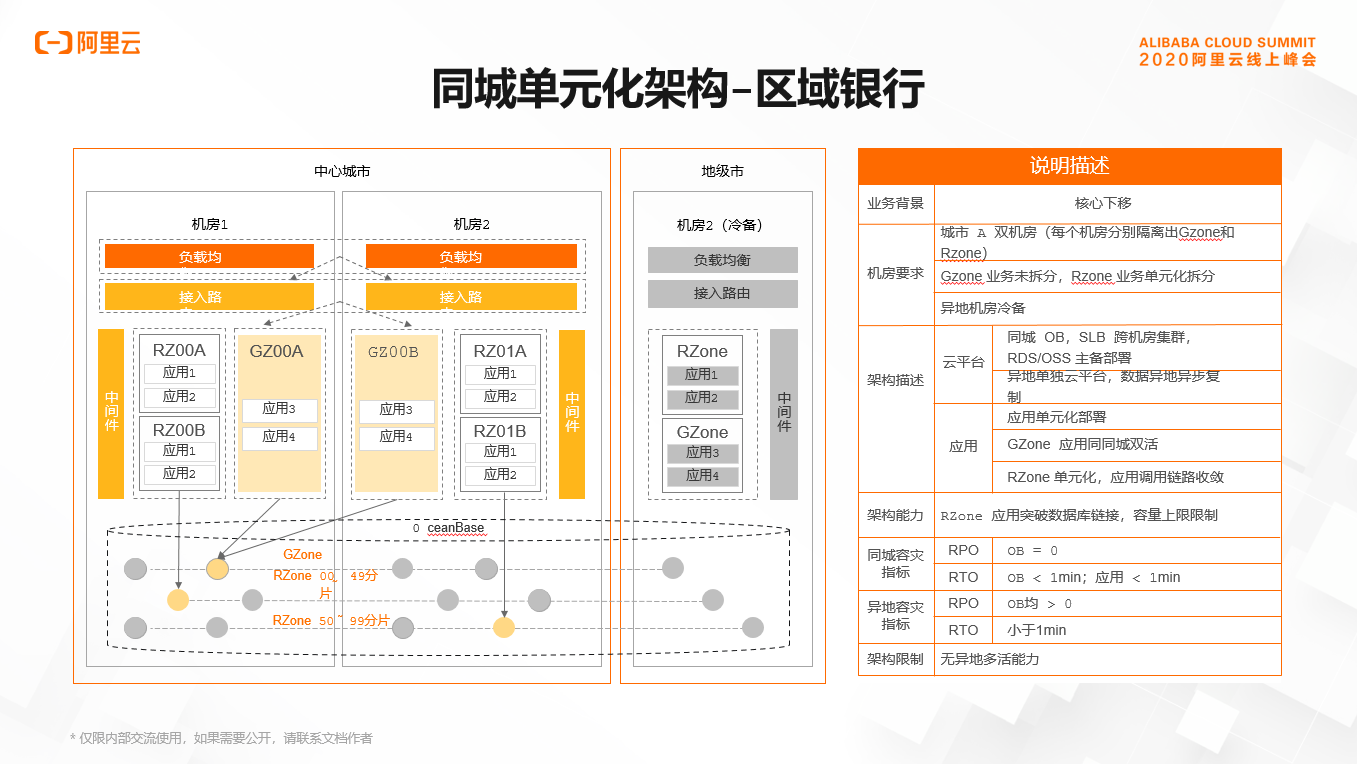 阿里云
ALIBABA CLOUD SUMMIT
2020阿里云线上峰会
同城单元化架构-区域银行
中心城市
机房1
机房2
负载均
负载均
接入路
接入路
中间件
RZ00A
应用1
应用2
RZ00B
应用1
应用2
GZ00A
应用3
应用4
GZ00B
应用3
应用4
RZ01A
应用1
应用2
RZ01B
应用1
应用2
中间件
地级市
机房2（冷备）
负载均衡
接入路由
RZone
应用1
应用2
GZone
应用3
应用4
中间件
O ceanBase
GZone
RZone 00~ 49分
片
RZone 50 ~ 99分片
说明描述
业务背景
核心下移
机房要求
城市 A 双机房（每个机房分别隔离出Gzone和
Rzone）
Gzone 业务未拆分，Rzone 业务单元化拆分
异地机房冷备
架构描述
云平台
同城 OB，SLB 跨机房集群，
RDS/OSS 主备部署
异地单独云平台，数据异地异步复
制
应用
应用单元化部署
GZone 应用同同城双活
RZone 单元化，应用调用链路收敛
架构能力
RZone 应用突破数据库链接，容量上限限制
同城容灾
指标
RPO
OB = 0
RTO
OB < 1min；应用 < 1min
异地容灾
指标
RPO
OB均 > 0
RTO
小于1min
架构限制
无异地多活能力
* 仅限内部交流使用，如果需要公开，请联系文档作者